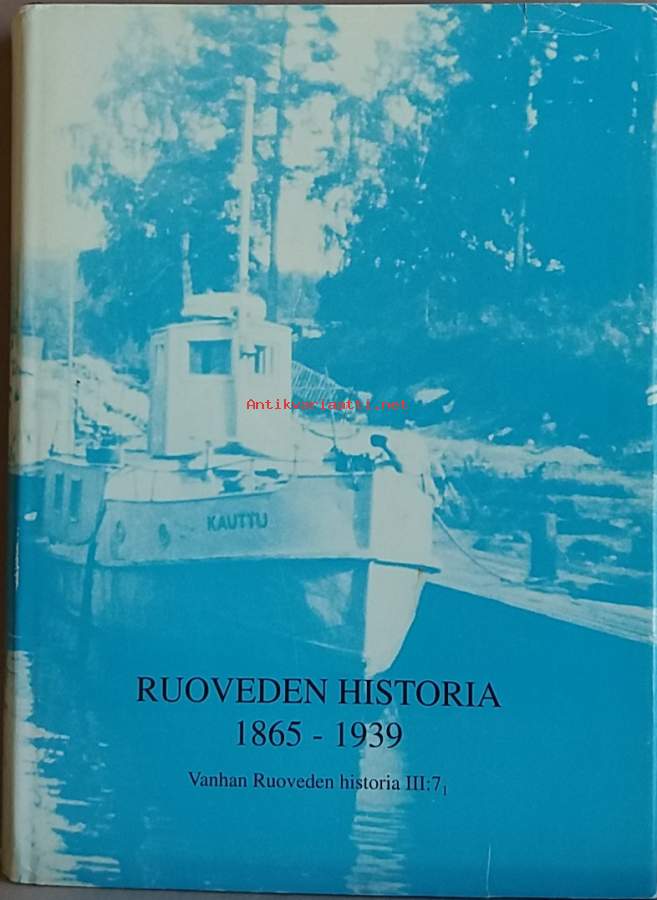 Antikvariaatti.net
KAUTTU
RUOVEDEN HISTORIA
1865 - 1939
Vanhan Ruoveden historia III:7₁